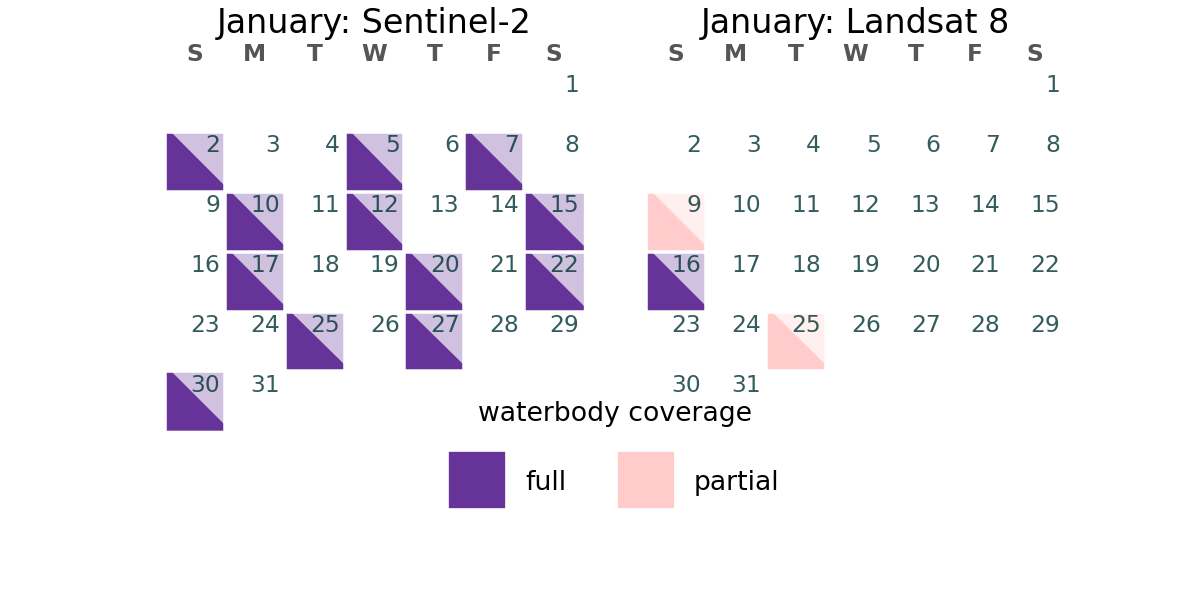 January: Sentinel-2
S M T W T F S
1
2 3 4 5 6 7 8
9 10 11 12 13 14 15
16 17 18 19 20 21 22
23 24 25 26 27 28 29
30 31
January: Landsat 8
S M T W T F S
1
2 3 4 5 6 7 8
9 10 11 12 13 14 15
16 17 18 19 20 21 22
23 24 25 26 27 28 29
30 31
waterbody coverage
full
partial